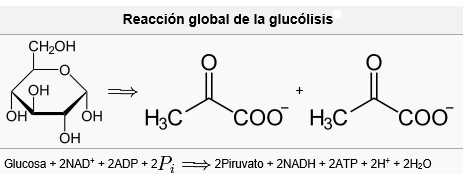 Reacción global de la glucólisis
CH₂OH
O
OH
OH
OH
OH
O
H₃C
COO⁻
+
O
H₃C
COO⁻
Glucosa + 2NAD⁺ + 2ADP + 2Pᵢ ⟹ 2Piruvato + 2NADH + 2ATP + 2H⁺ + 2H₂O